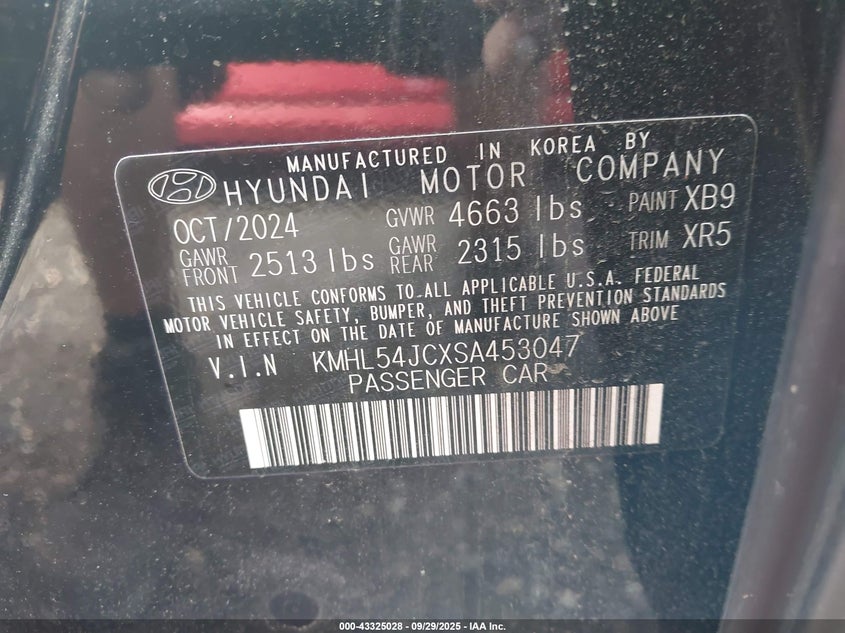 MANUFACTURED IN KOREA BY
HYUNDAI MOTOR COMPANY
OCT/2024 GVWR 4663 lbs PAINT XB9
GAWR FRONT 2513 lbs GAWR REAR 2315 lbs TRIM XR5
THIS VEHICLE CONFORMS TO ALL APPLICABLE U.S.A. FEDERAL
MOTOR VEHICLE SAFETY, BUMPER, AND THEFT PREVENTION STANDARDS
IN EFFECT ON THE DATE OF MANUFACTURE SHOWN ABOVE
V.I.N KMHL54JCXSA453047
PASSENGER CAR
000-43325028 - 09/29/2025 - IAA Inc.